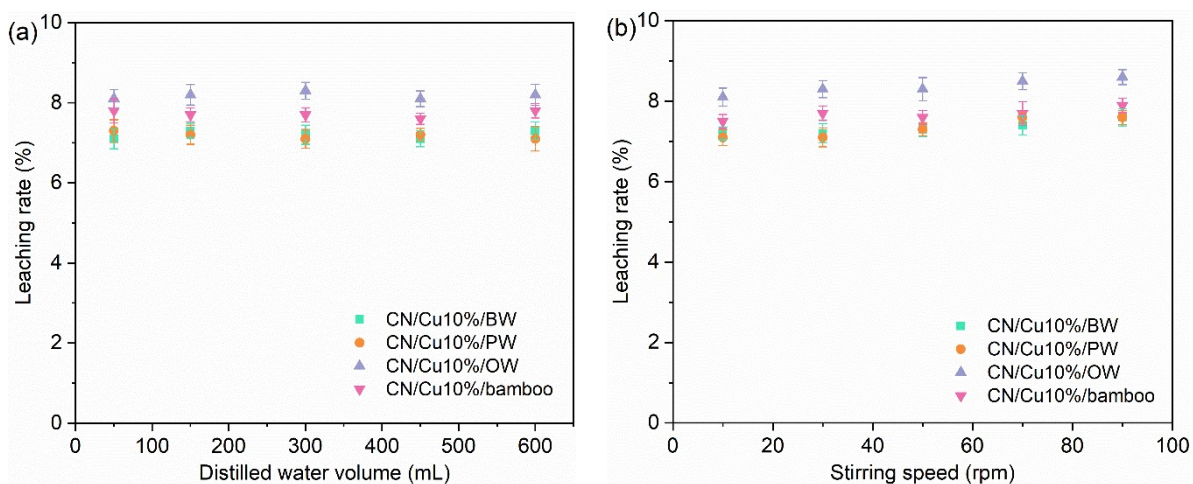 (a)
10
8
6
4
2
0
Leaching rate (%)
CN/Cu10%/BW
CN/Cu10%/PW
CN/Cu10%/OW
CN/Cu10%/bamboo
0 100 200 300 400 500 600
Distilled water volume (mL)
(b)
10
8
6
4
2
0
Leaching rate (%)
CN/Cu10%/BW
CN/Cu10%/PW
CN/Cu10%/OW
CN/Cu10%/bamboo
0 20 40 60 80 100
Stirring speed (rpm)